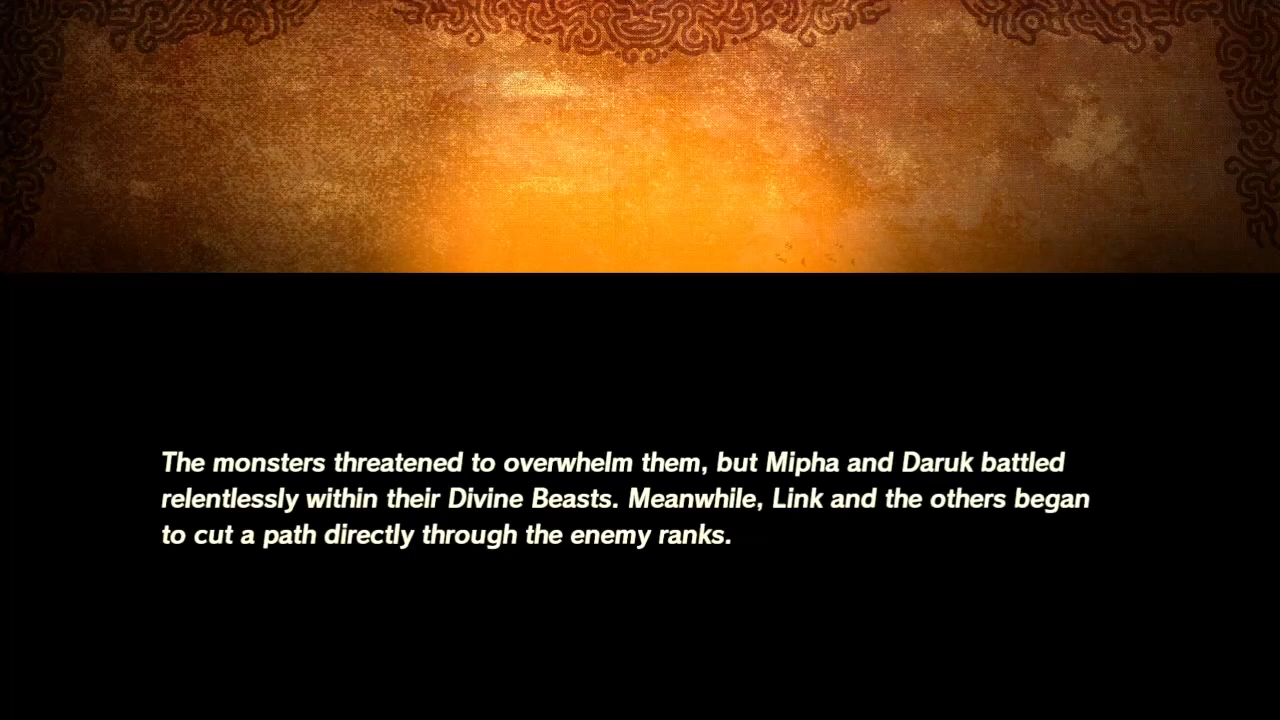 The monsters threatened to overwhelm them, but Mipha and Daruk battled
relentlessly within their Divine Beasts. Meanwhile, Link and the others began
to cut a path directly through the enemy ranks.